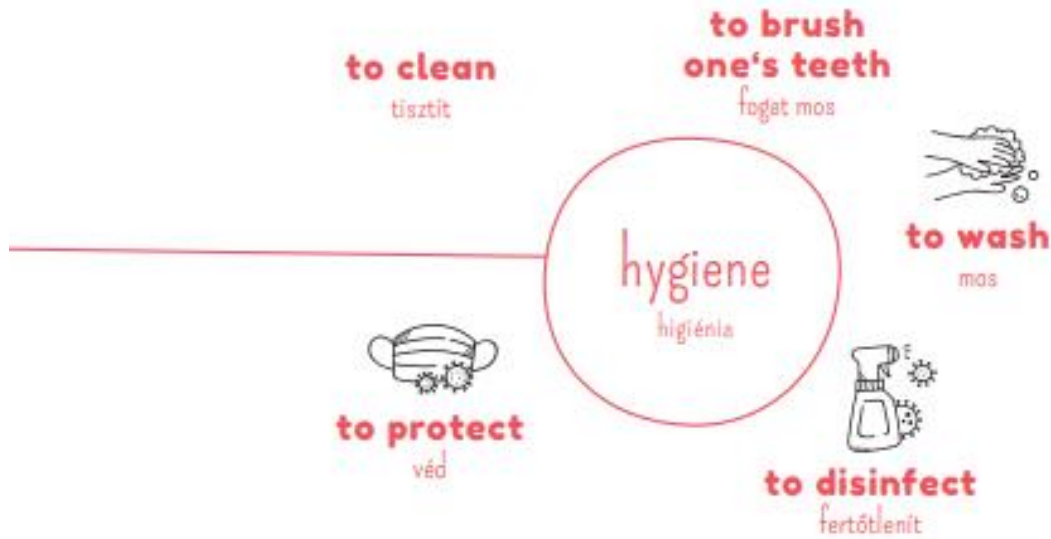 to clean
tisztít
to brush
one's teeth
fogat mos
to wash
mos
hygiene
higiénia
to protect
véd
to disinfect
fertőtlenít